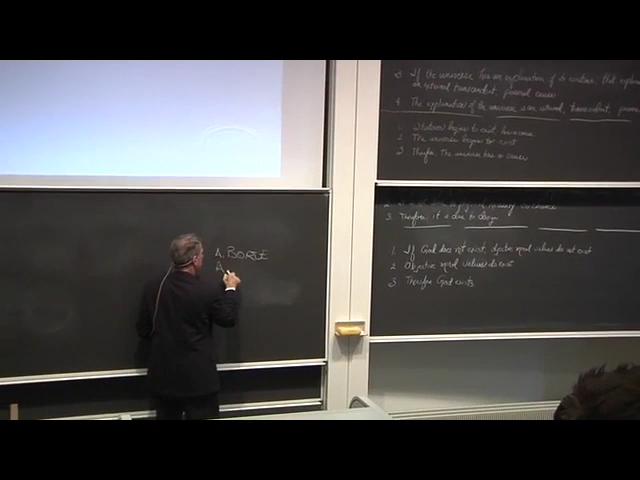 A. BORDE
A.
3. If the universe has an explanation of its existence, that explanation
an external transcendent, personal cause
4. The explanation of the universe is an external, transcendent, personal
1. Whatever begins to exist has a cause
2. The universe began to exist
3. Therefore, the universe has a cause
3. Therefore, it is due to design
1. If God does not exist, objective moral values do not exist
2. Objective moral values do exist
3 Therefore God exists